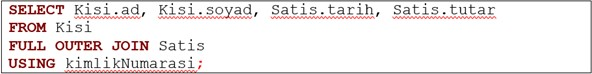 SELECT Kisi.ad, Kisi.soyad, Satis.tarih, Satis.tutar
FROM Kisi
FULL OUTER JOIN Satis
USING kimlikNumarasi;